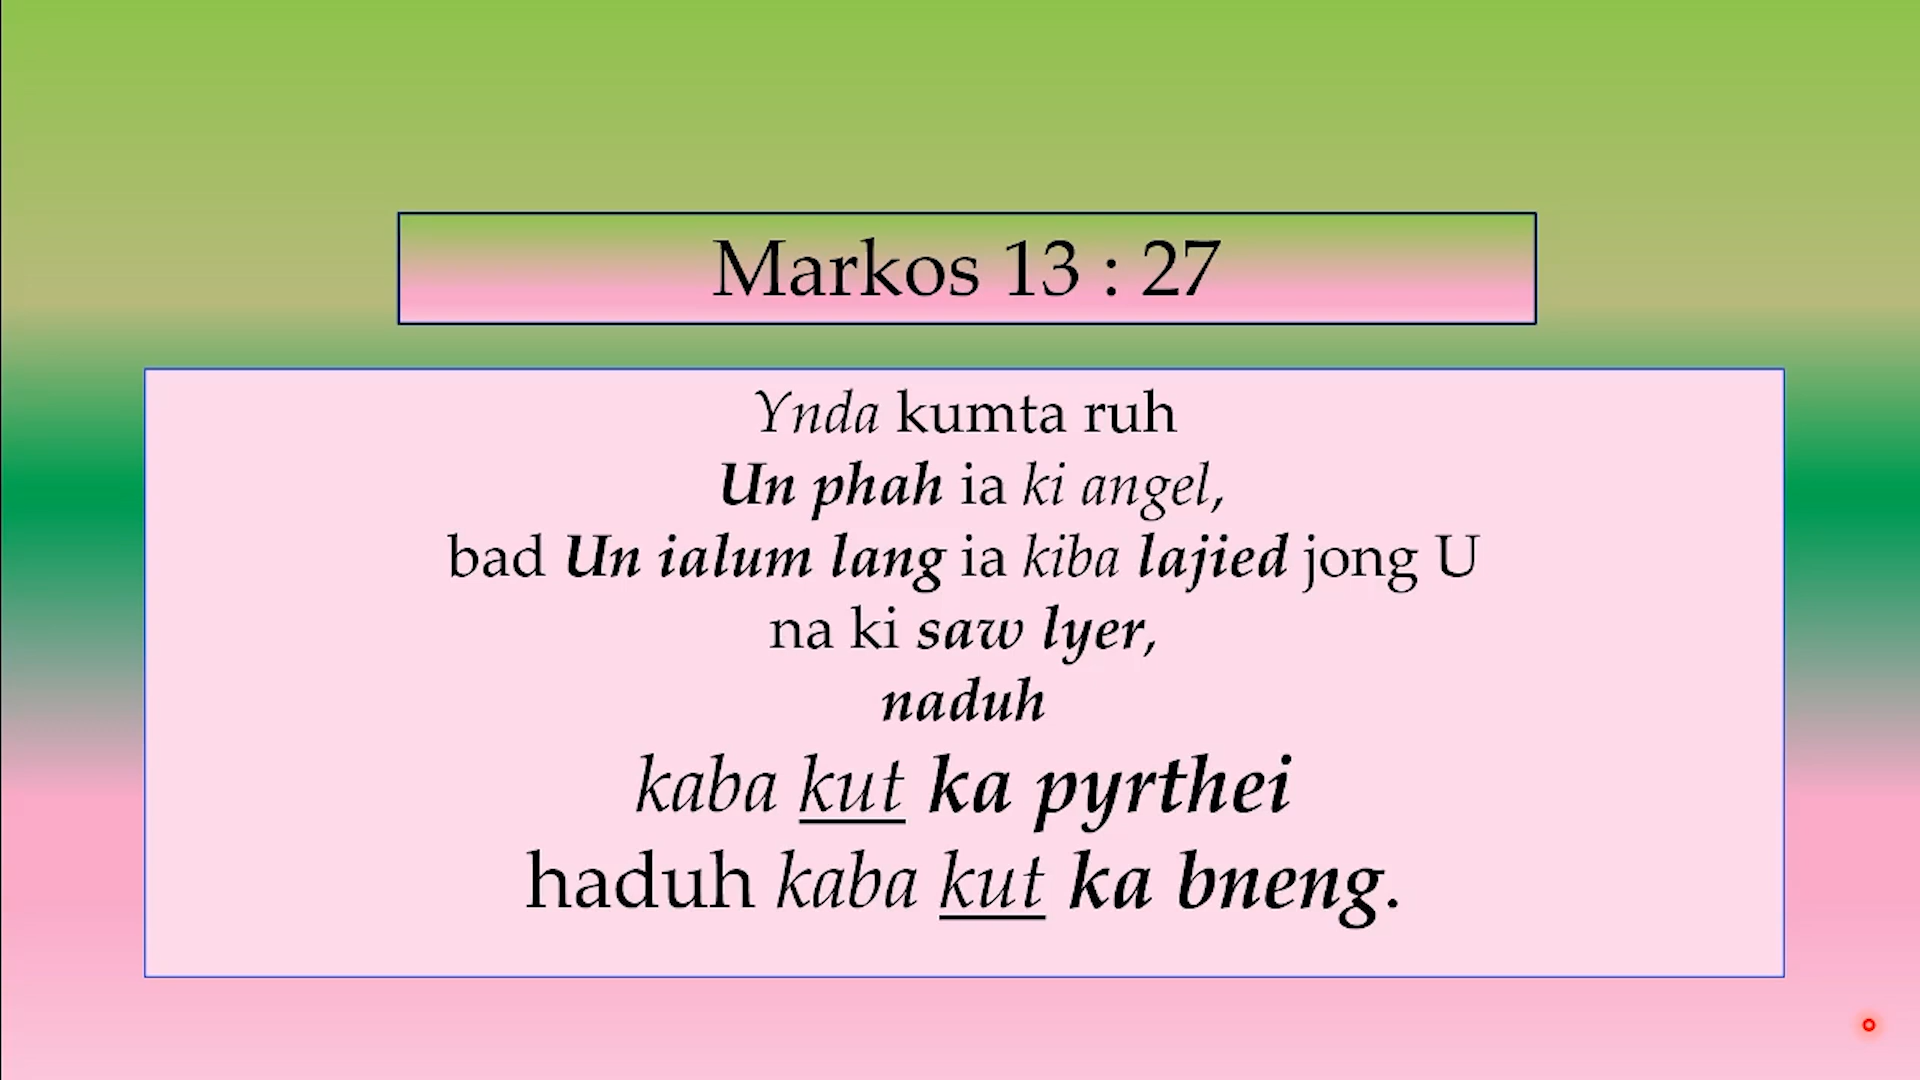 Markos 13 : 27
Ynda kumta ruh
Un phah ia ki angel,
bad Un ialum lang ia kiba lajied jong U
na ki saw lyer,
naduh
kaba kut ka pyrthei
haduh kaba kut ka bneng.